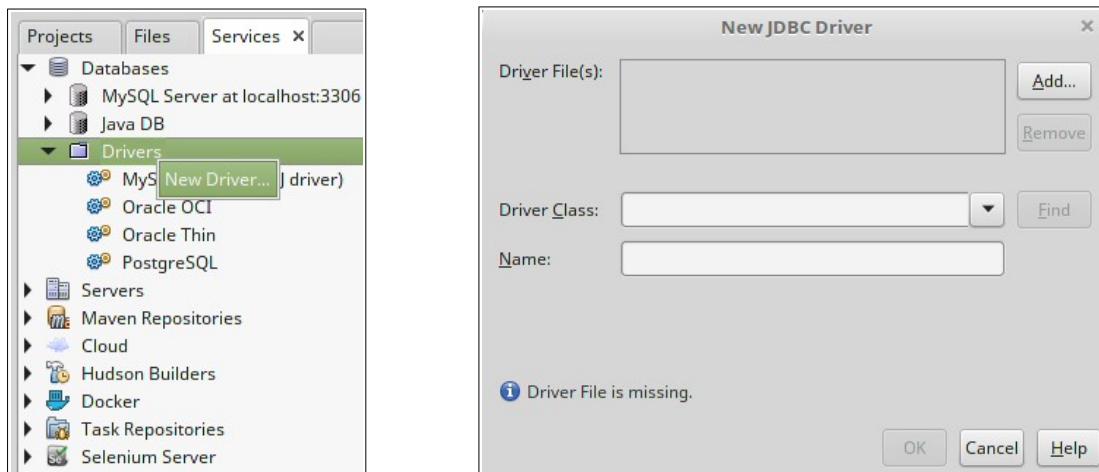 Projects Files Services ×
Databases
MySQL Server at localhost:3306
Java DB
Drivers
MyS New Driver... J driver)
Oracle OCI
Oracle Thin
PostgreSQL
Servers
Maven Repositories
Cloud
Hudson Builders
Docker
Task Repositories
Selenium Server
New JDBC Driver ×
Driver File(s): Add...
Remove
Driver Class: Find
Name:
Driver File is missing.
OK Cancel Help